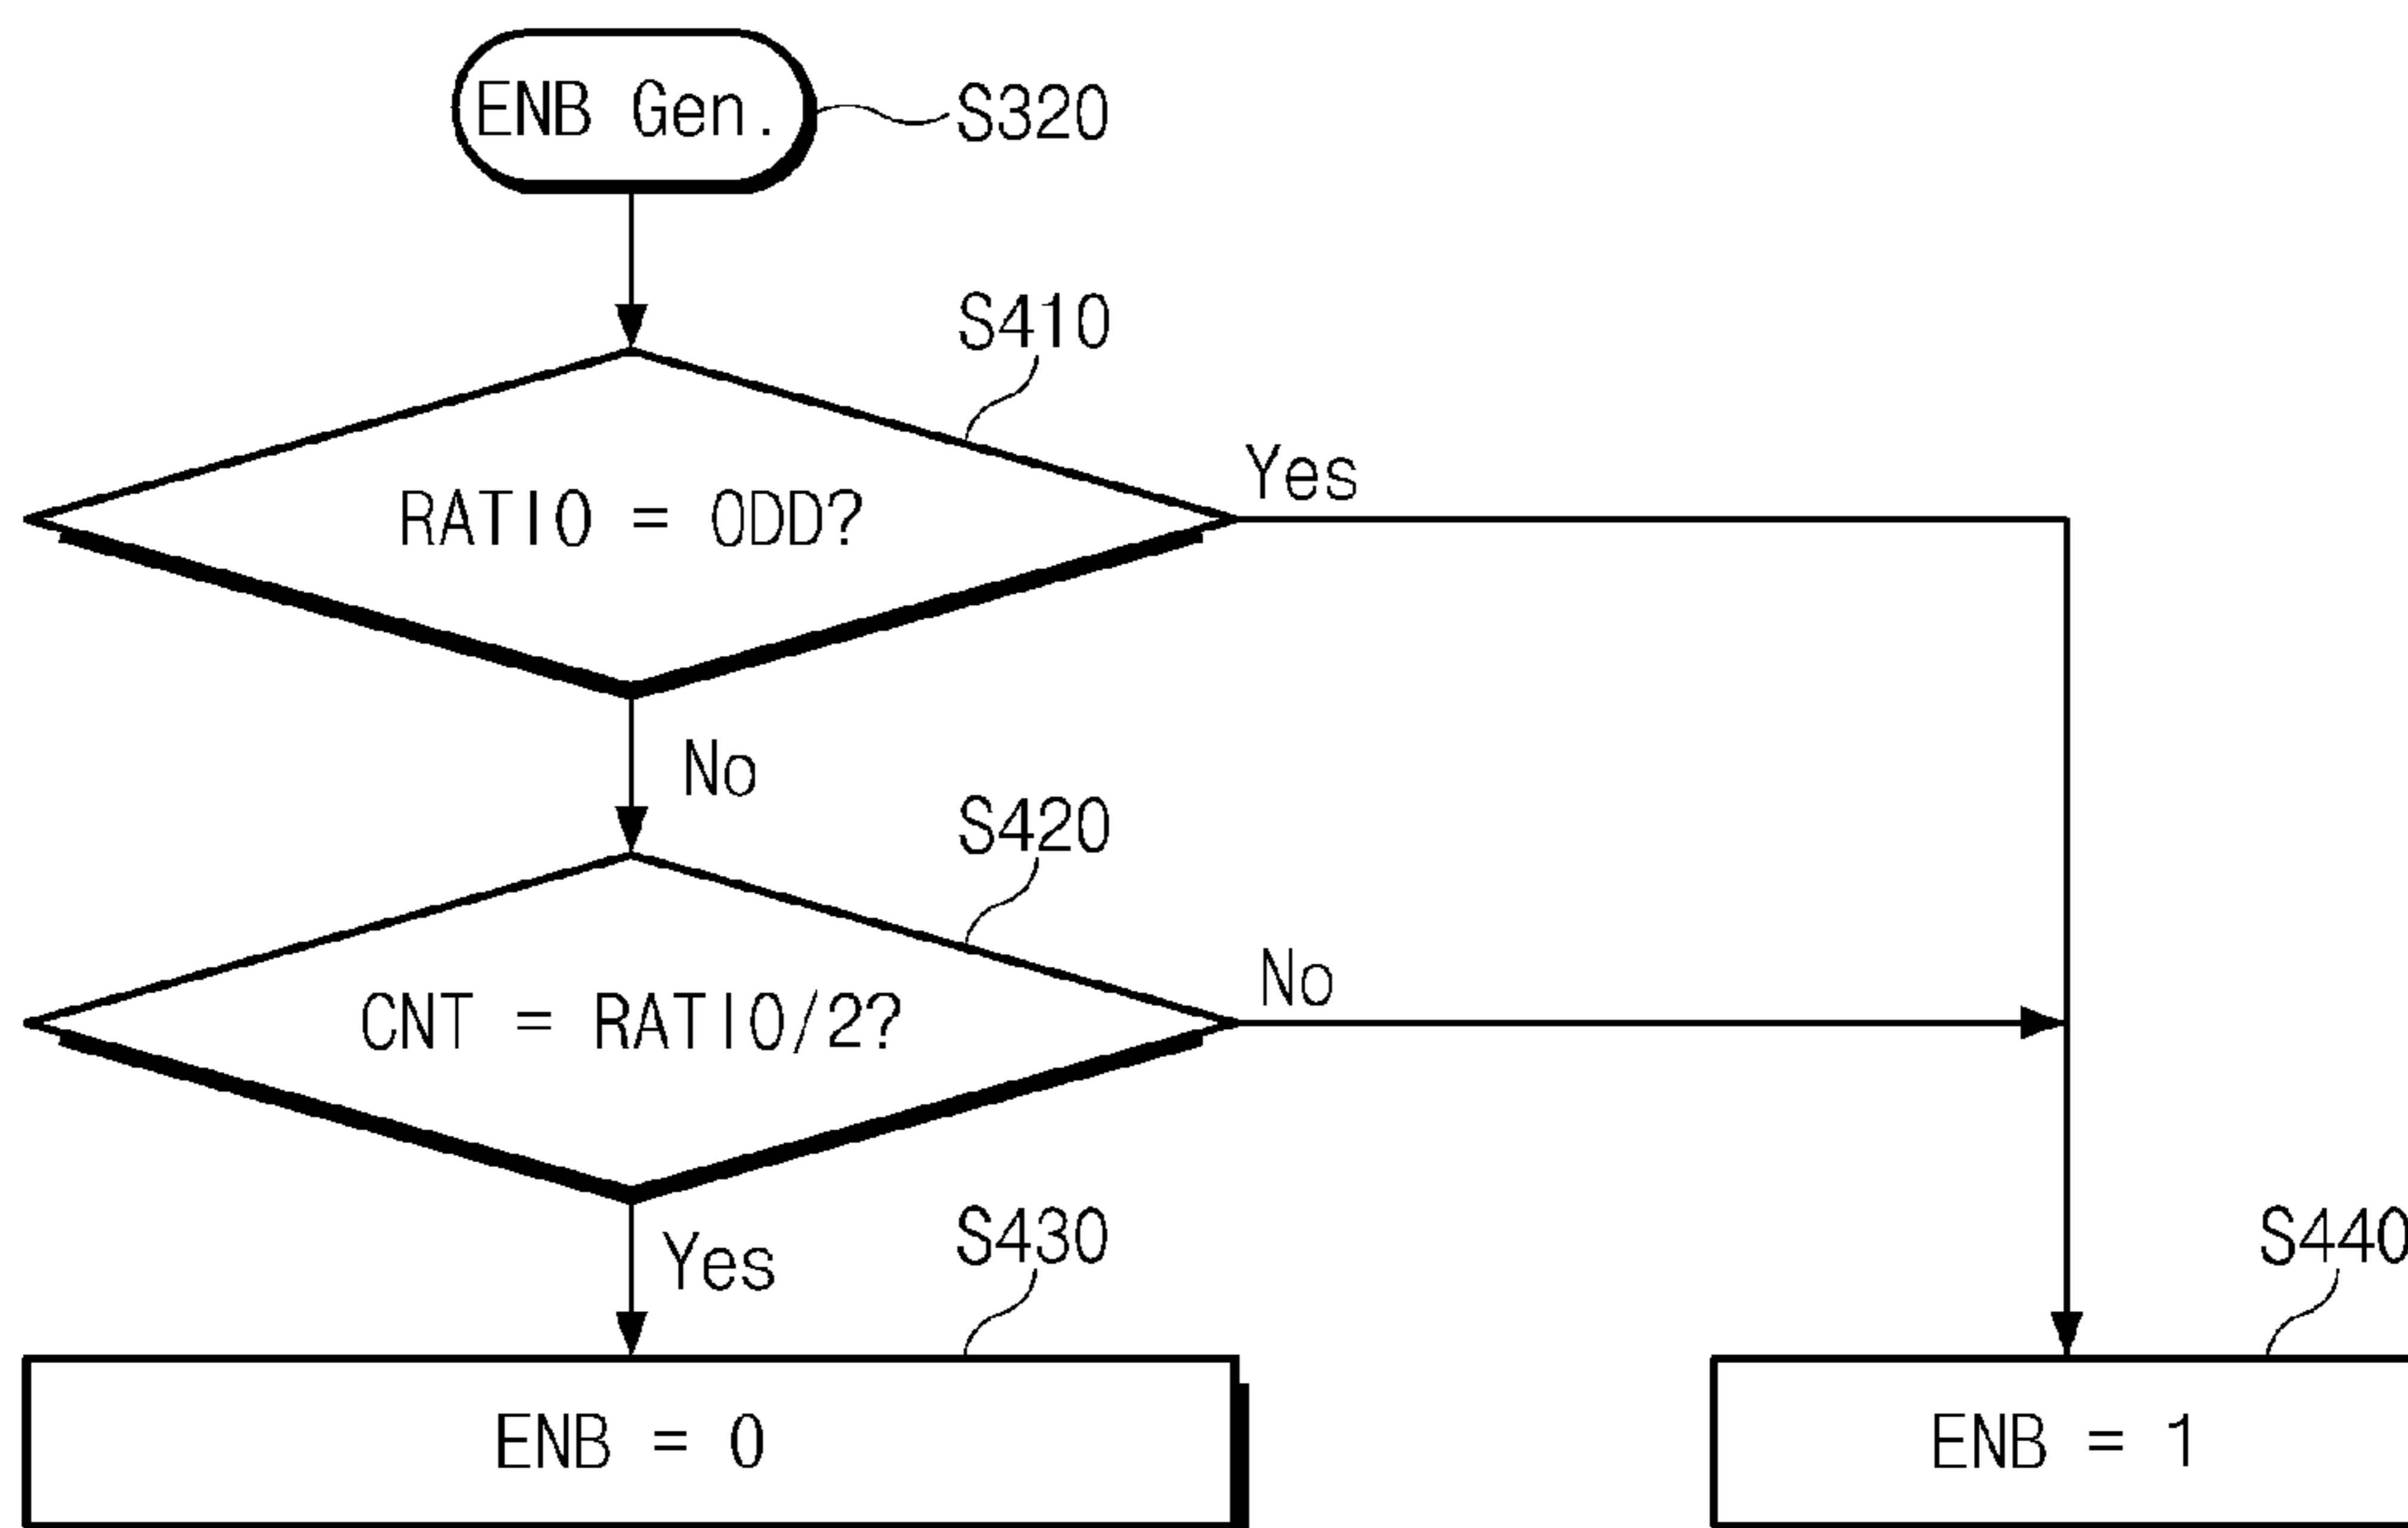 ENB Gen.
S320
S410
RATIO = ODD?
Yes
No
S420
CNT = RATIO/2?
No
Yes
S430
S440
ENB = 0
ENB = 1